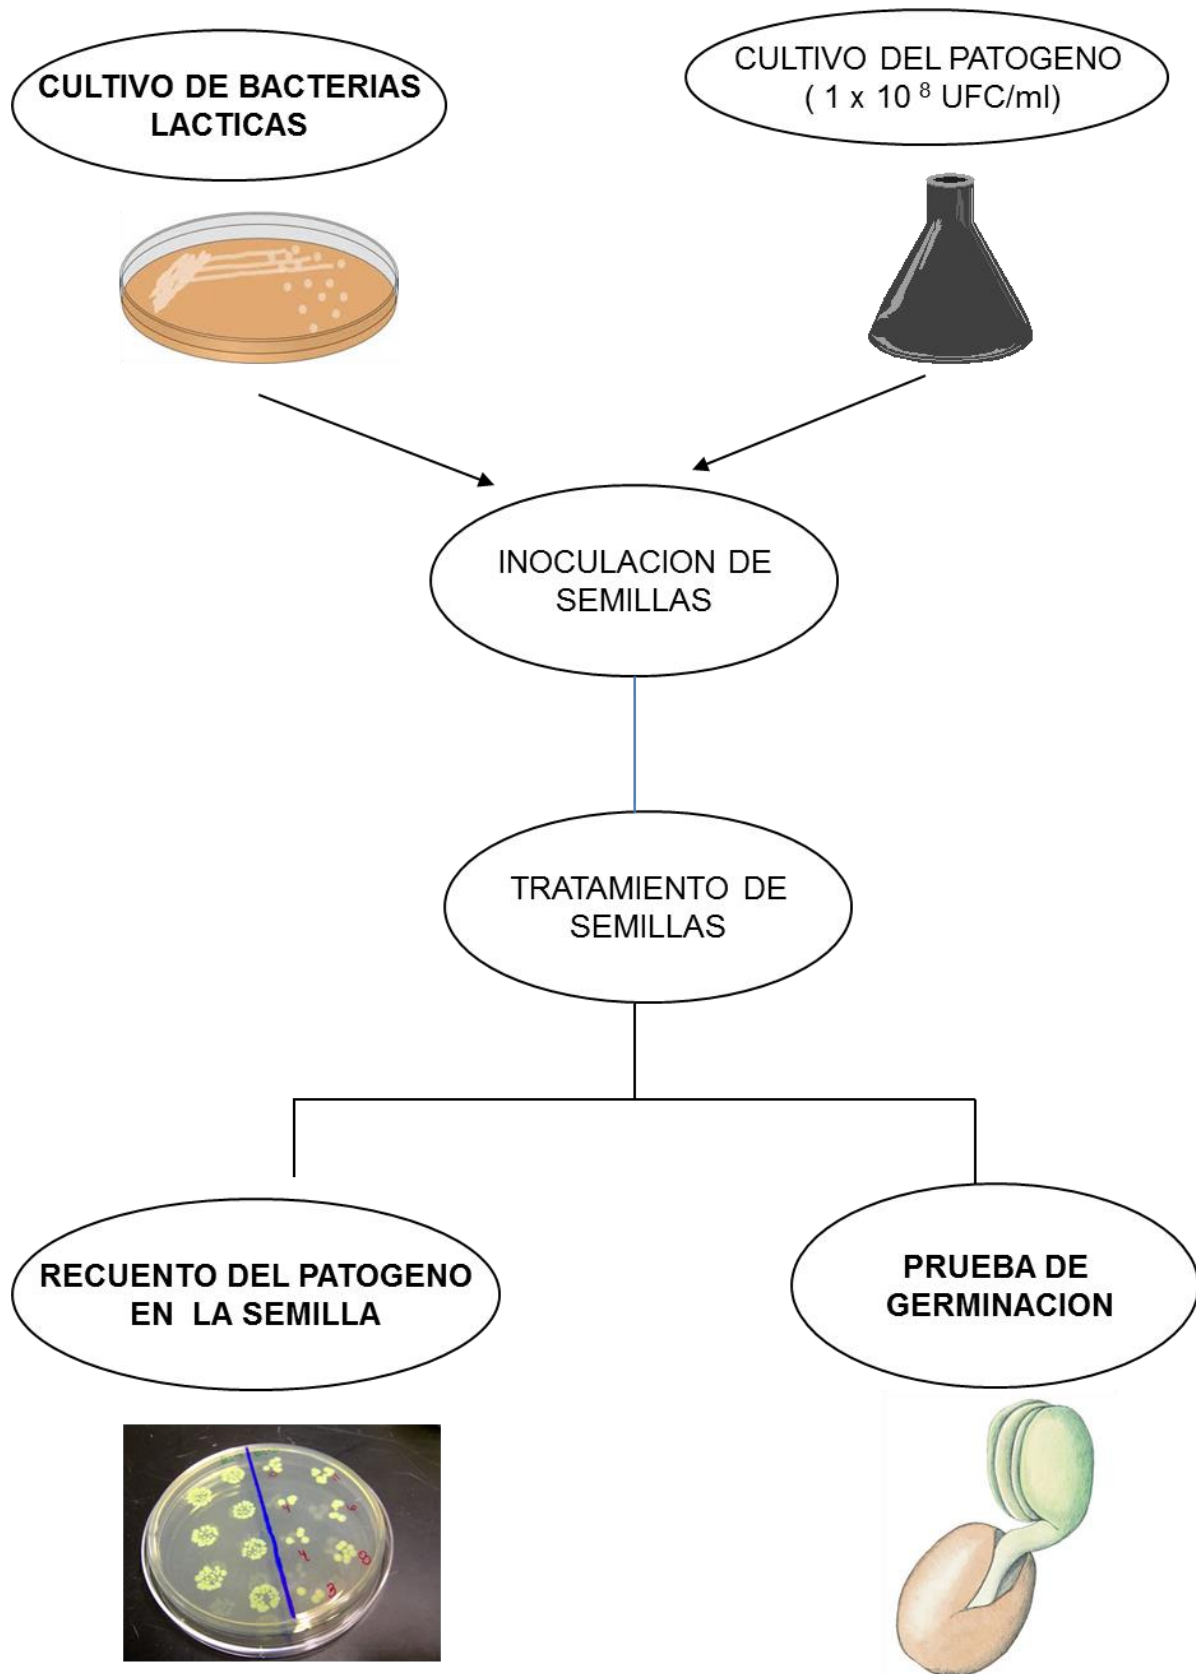 CULTIVO DE BACTERIAS
LACTICAS
CULTIVO DEL PATOGENO
( 1 x 10 ⁸ UFC/ml)
INOCULACION DE
SEMILLAS
TRATAMIENTO DE
SEMILLAS
RECUENTO DEL PATOGENO
EN LA SEMILLA
PRUEBA DE
GERMINACION